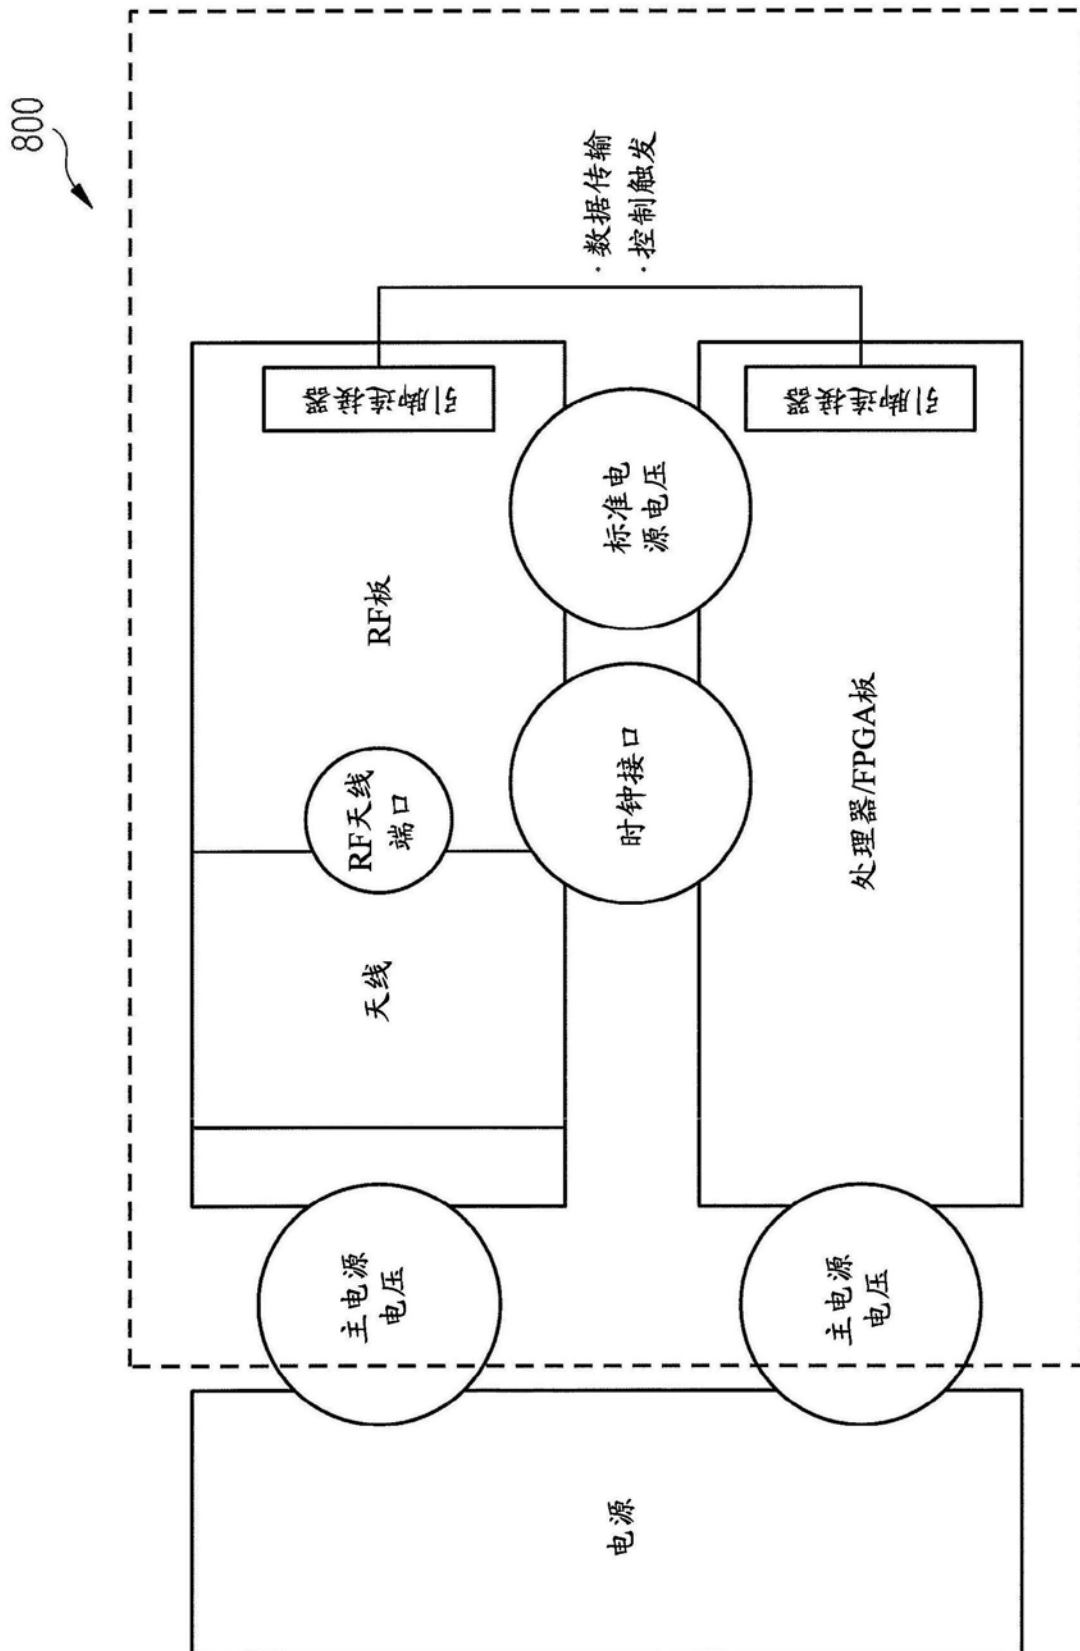 800
·数据传输
·控制触发
引脚连接器
引脚连接器
RF板
标准电
源电压
RF天线
端口
时钟接口
处理器/FPGA板
天线
主电源
电压
主电源
电压
电源